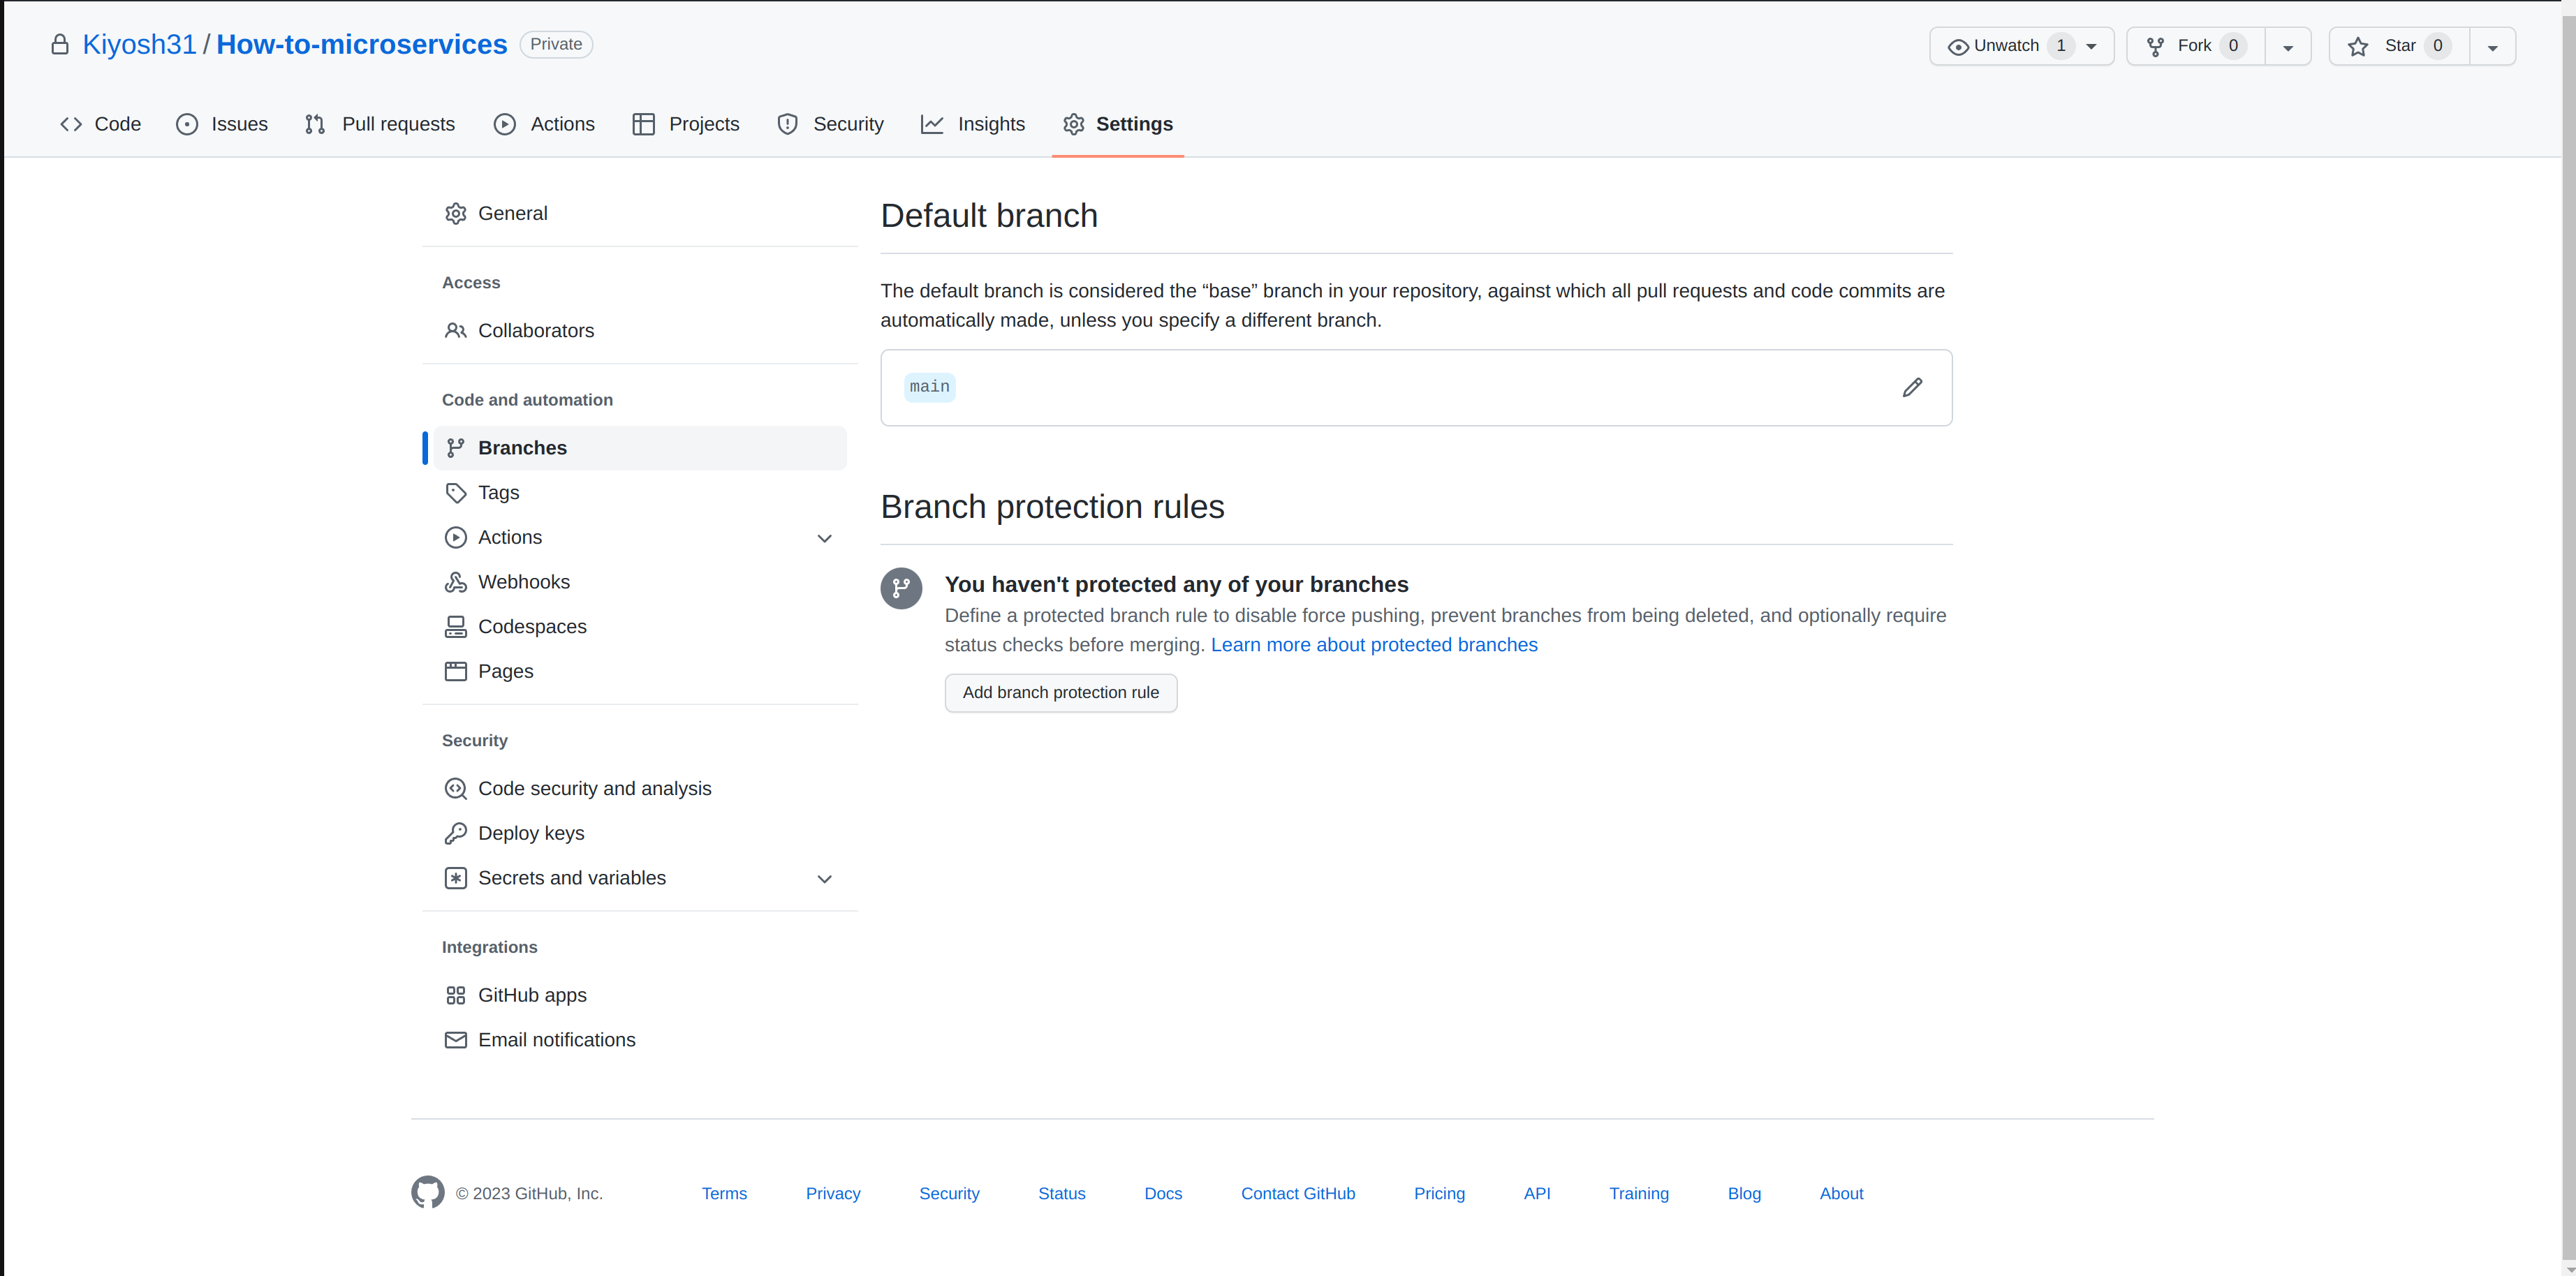 Kiyosh31 / How-to-microservices Private
Unwatch 1 Fork 0 Star 0
Code Issues Pull requests Actions Projects Security Insights Settings
General
Access
Collaborators
Code and automation
Branches
Tags
Actions
Webhooks
Codespaces
Pages
Security
Code security and analysis
Deploy keys
Secrets and variables
Integrations
GitHub apps
Email notifications
Default branch
The default branch is considered the “base” branch in your repository, against which all pull requests and code commits are
automatically made, unless you specify a different branch.
main
Branch protection rules
You haven't protected any of your branches
Define a protected branch rule to disable force pushing, prevent branches from being deleted, and optionally require
status checks before merging. Learn more about protected branches
Add branch protection rule
© 2023 GitHub, Inc. Terms Privacy Security Status Docs Contact GitHub Pricing API Training Blog About